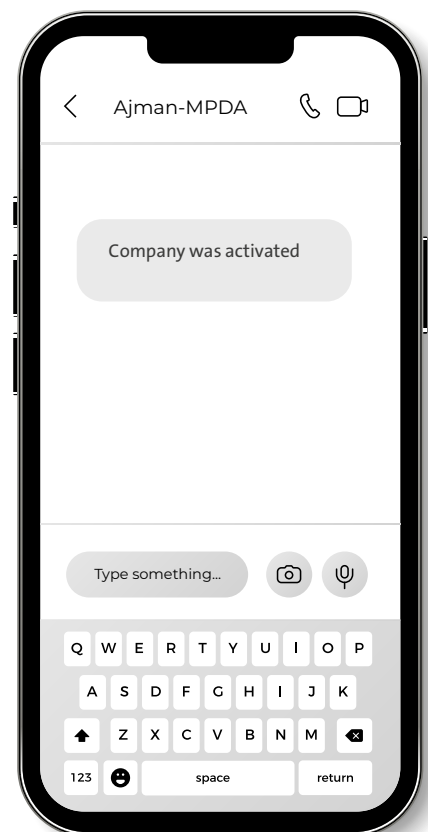 Ajman-MPDA
Company was activated
Type something...
Q W E R T Y U I O P
A S D F G H I J K
Z X C V B N M
123 space return